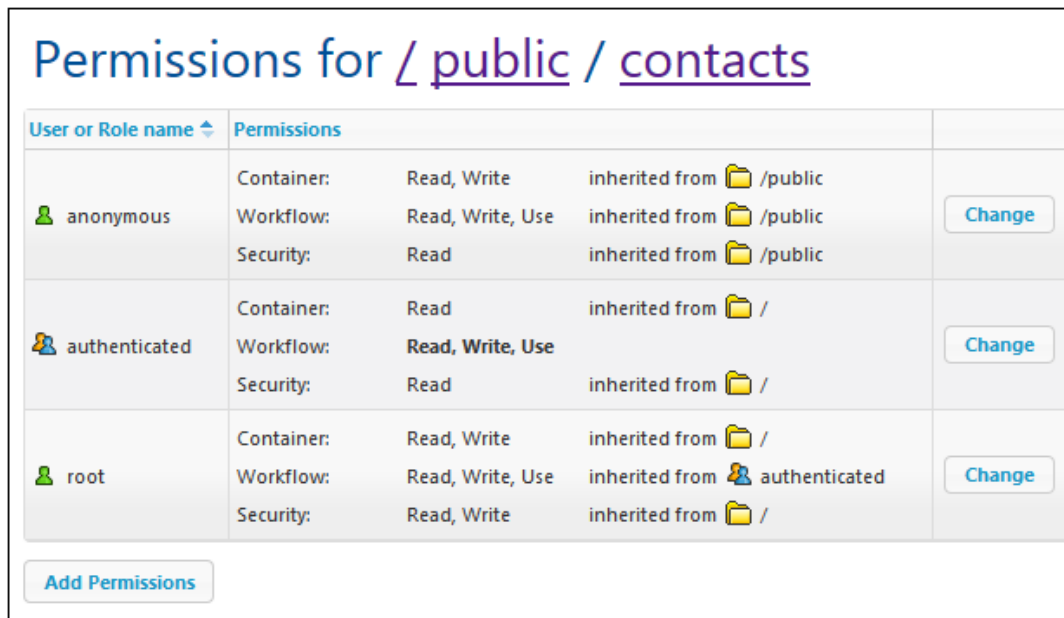 Permissions for / public / contacts
User or Role name Permissions
Container: Read, Write inherited from /public
anonymous Workflow: Read, Write, Use inherited from /public Change
Security: Read inherited from /public
Container: Read inherited from /
authenticated Workflow: Read, Write, Use Change
Security: Read inherited from /
Container: Read, Write inherited from /
root Workflow: Read, Write, Use inherited from authenticated Change
Security: Read, Write inherited from /
Add Permissions